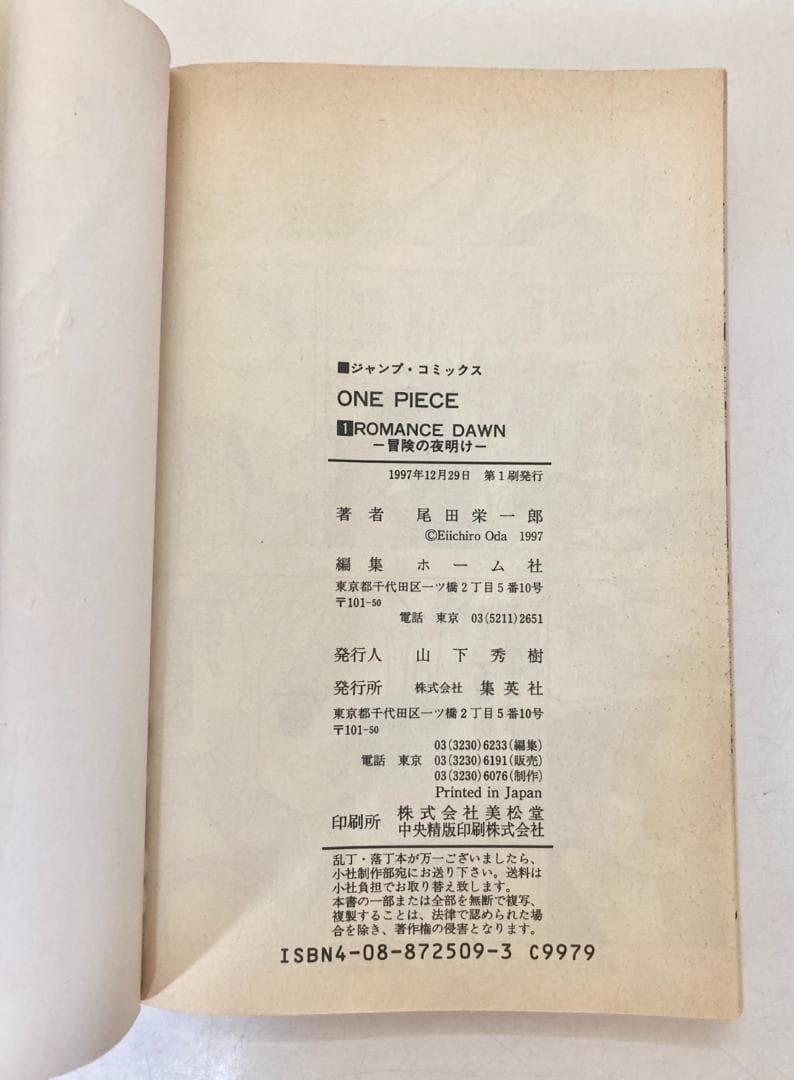 ■ジャンプ・コミックス
ONE PIECE
1 ROMANCE DAWN
―冒険の夜明け―
1997年12月29日 第1刷発行
著者 尾田栄一郎
©Eiichiro Oda 1997
編集 ホーム社
東京都千代田区一ツ橋2丁目5番10号
〒101-50
電話 東京 03(5211)2651
発行人 山下秀樹
発行所 株式会社 集英社
東京都千代田区一ツ橋2丁目5番10号
〒101-50
03(3230)6233(編集)
電話 東京 03(3230)6191(販売)
03(3230)6076(制作)
Printed in Japan
印刷所 株式会社美松堂
中央精版印刷株式会社
乱丁・落丁本が万一ございましたら、
小社制作部宛にお送り下さい。送料は
小社負担でお取り替え致します。
本書の一部または全部を無断で複写、
複製することは、法律で認められた場
合を除き、著作権の侵害となります。
ISBN4-08-872509-3 C9979